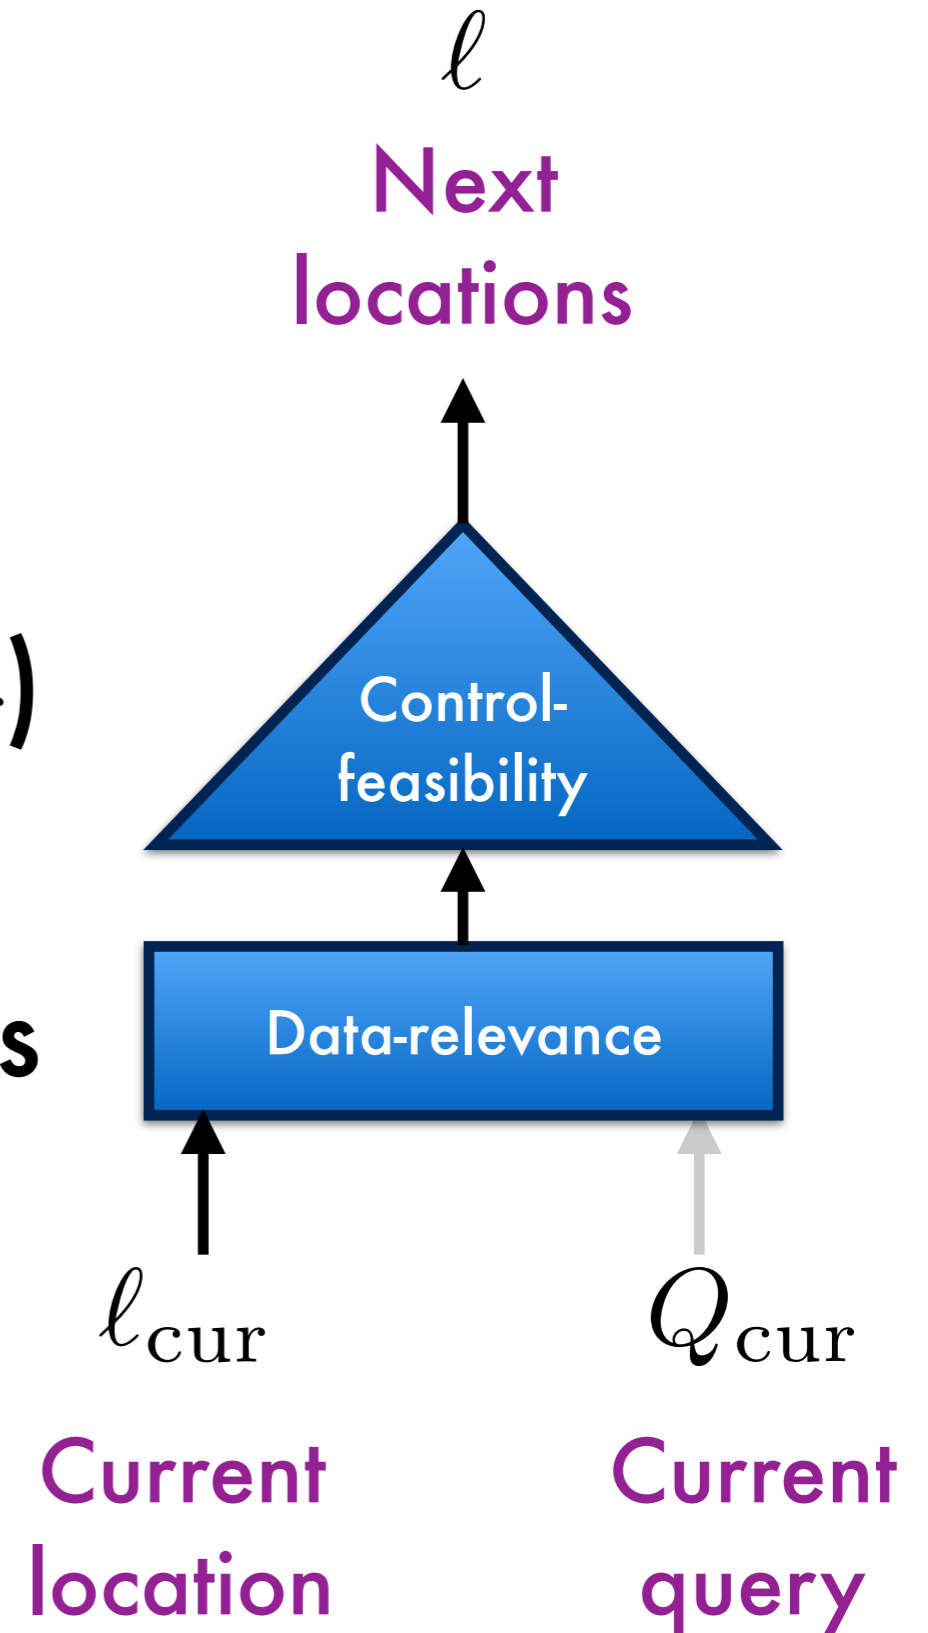 ℓ
Next
locations
)
Control-
feasibility
s
Data-relevance
ℓcur
Qcur
Current
location
Current
query